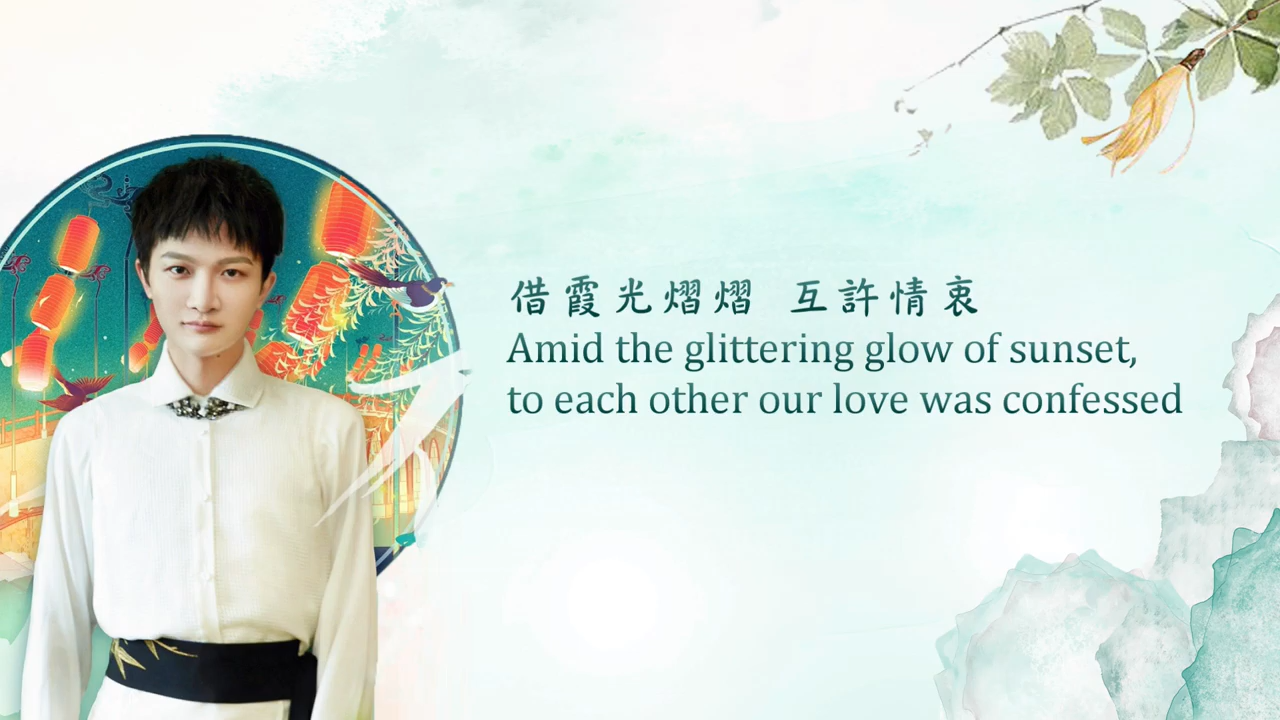 借霞光熠熠 互許情衷
Amid the glittering glow of sunset,
to each other our love was confessed